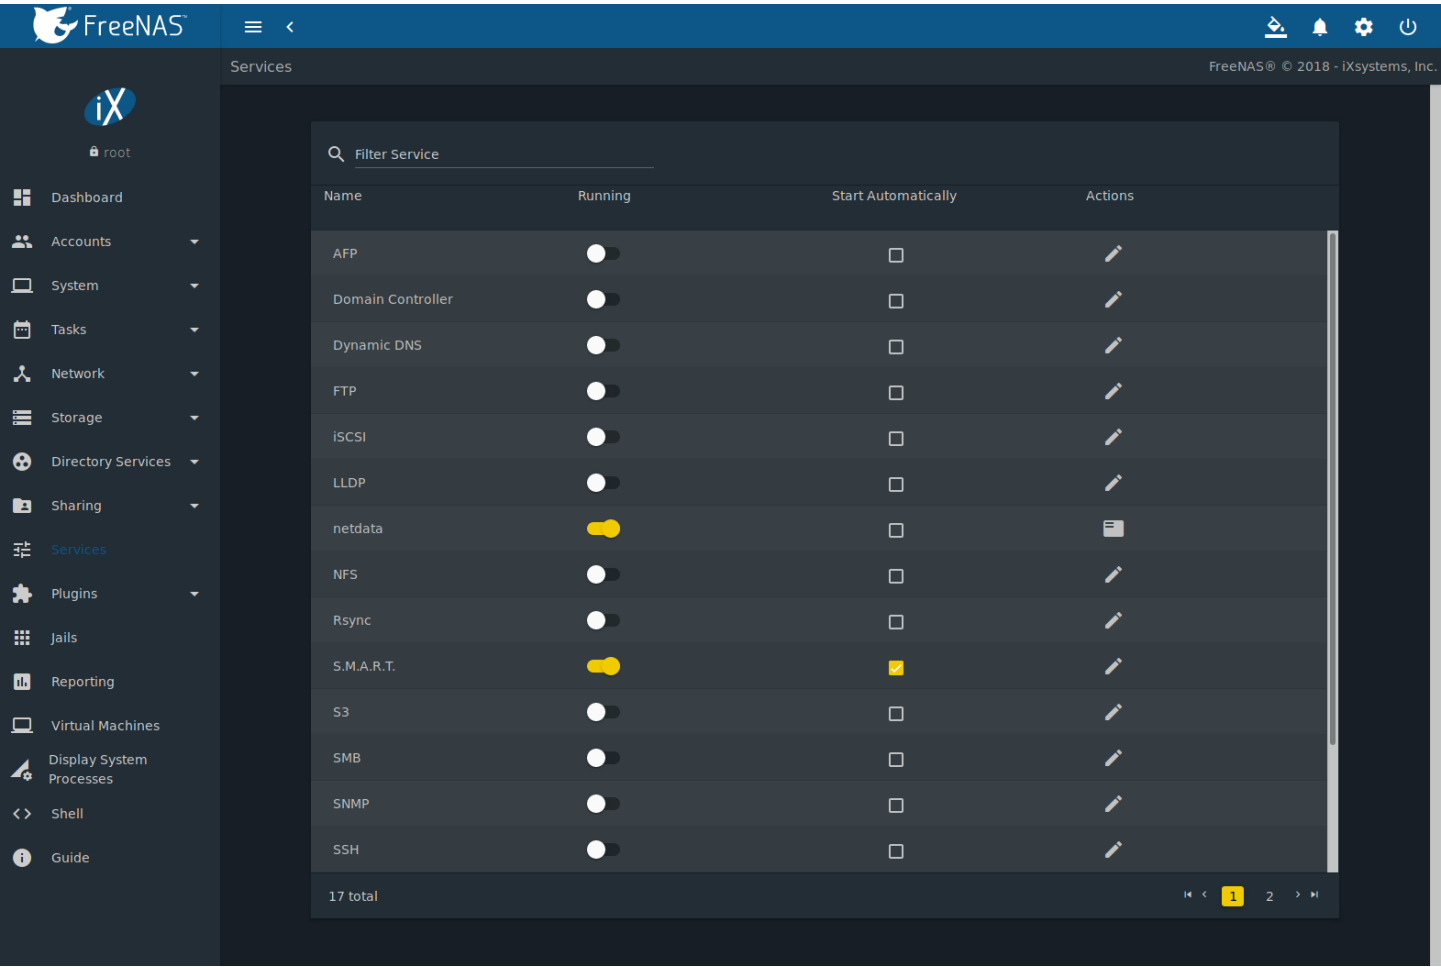 FreeNAS™
Services
FreeNAS® © 2018 - iXsystems, Inc.
iX
root
Dashboard
Accounts
System
Tasks
Network
Storage
Directory Services
Sharing
Services
Plugins
Jails
Reporting
Virtual Machines
Display System
Processes
Shell
Guide
Filter Service
Name Running Start Automatically Actions
AFP
Domain Controller
Dynamic DNS
FTP
iSCSI
LLDP
netdata
NFS
Rsync
S.M.A.R.T.
S3
SMB
SNMP
SSH
17 total 1 2